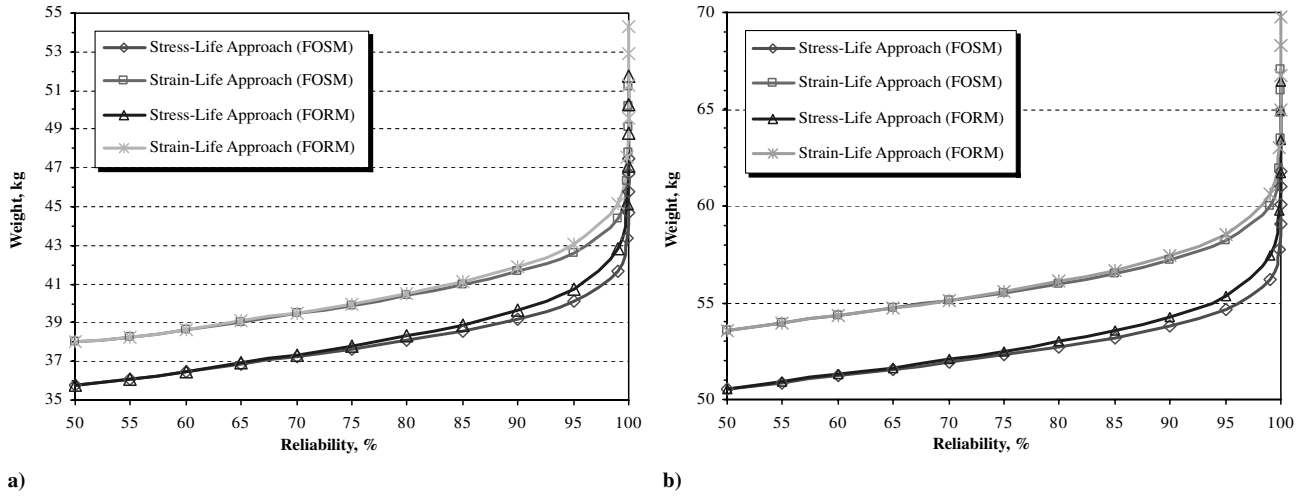 55
53
51
49
47
45
43
41
39
37
35
Weight, kg
Stress-Life Approach (FOSM)
Strain-Life Approach (FOSM)
Stress-Life Approach (FORM)
Strain-Life Approach (FORM)
50 55 60 65 70 75 80 85 90 95 100
Reliability, %
a)
70
65
60
55
50
Weight, kg
Stress-Life Approach (FOSM)
Strain-Life Approach (FOSM)
Stress-Life Approach (FORM)
Strain-Life Approach (FORM)
50 55 60 65 70 75 80 85 90 95 100
Reliability, %
b)